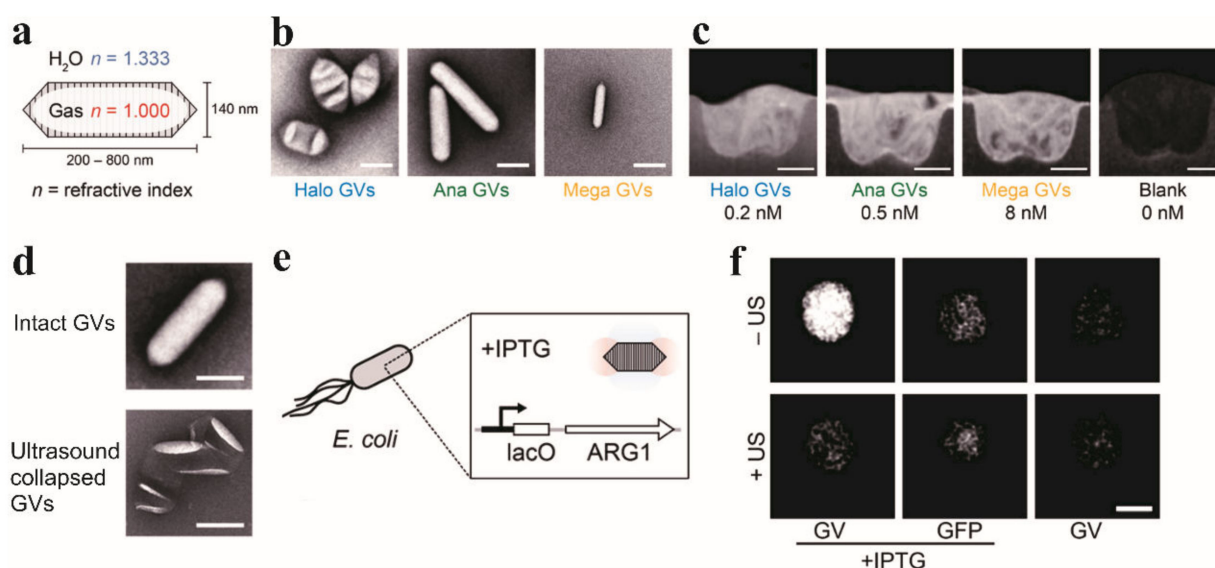 a
H₂O n = 1.333
Gas n = 1.000
140 nm
200 – 800 nm
n = refractive index
b
Halo GVs
Ana GVs
Mega GVs
c
Halo GVs
0.2 nM
Ana GVs
0.5 nM
Mega GVs
8 nM
Blank
0 nM
d
Intact GVs
Ultrasound
collapsed
GVs
e
E. coli
+IPTG
lacO
ARG1
f
– US
+ US
GV
GFP
GV
+IPTG